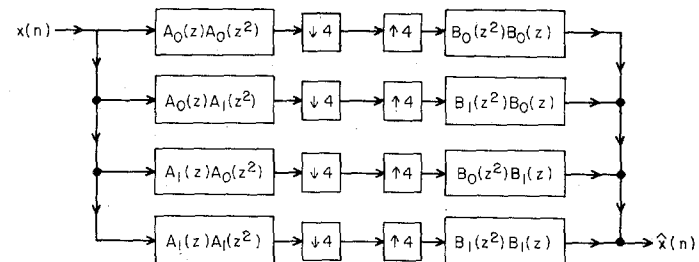 x(n) A₀(z)A₀(z²) ↓4 ↑4 B₀(z²)B₀(z)
A₀(z)A₁(z²) ↓4 ↑4 B₁(z²)B₀(z)
A₁(z)A₀(z²) ↓4 ↑4 B₀(z²)B₁(z)
A₁(z)A₁(z²) ↓4 ↑4 B₁(z²)B₁(z) x̂(n)